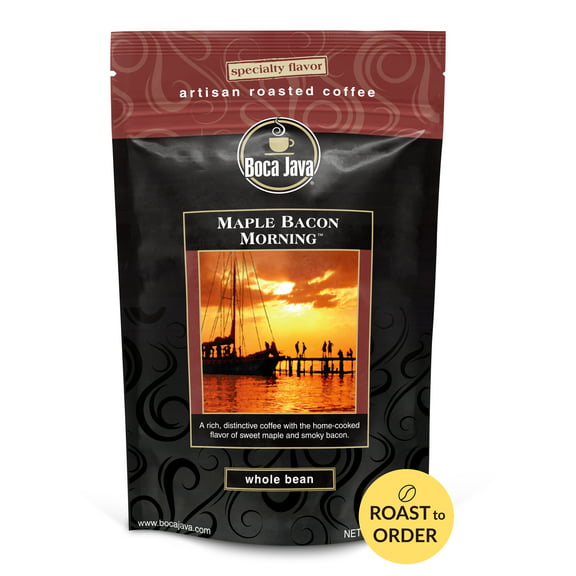 specialty flavor
artisan roasted coffee
Boca Java®
MAPLE BACON
MORNING™
A rich, distinctive coffee with the home-cooked
flavor of sweet maple and smoky bacon.
whole bean
www.bocajava.com
NET
ROAST to
ORDER